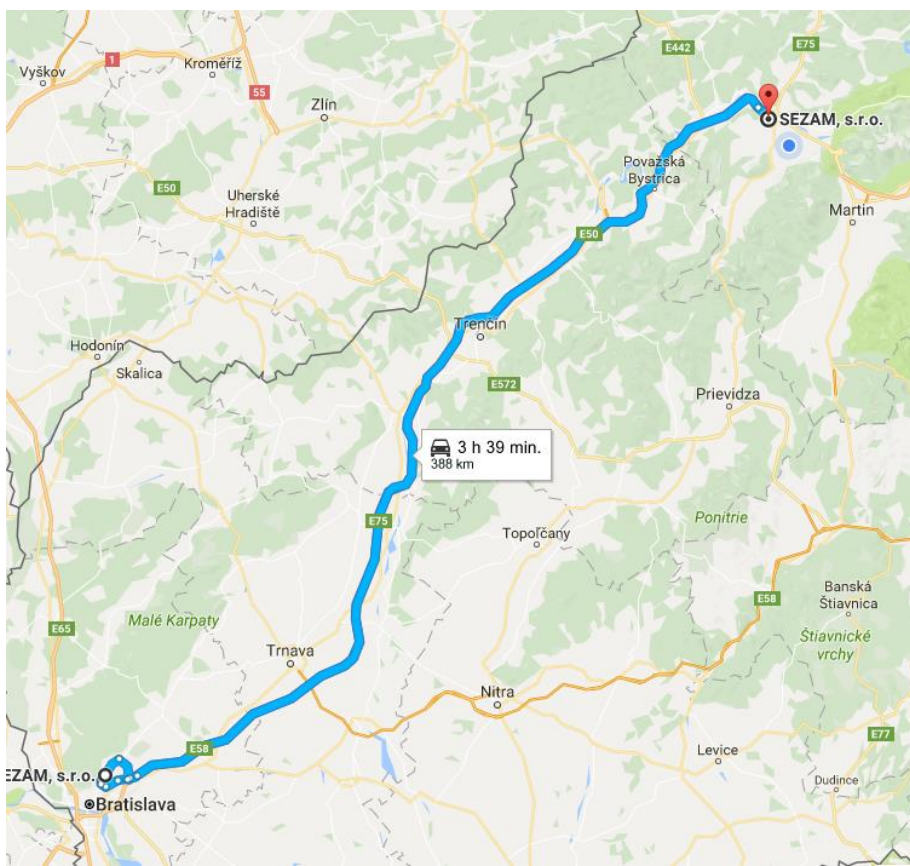 E442
E75
1
Kroměříž
Vyškov
55
Zlín
SEZAM, s.r.o.
Považská
Bystrica
E50
Uherské
Hradiště
Martin
E50
Trenčín
Hodonín
Skalica
E572
Prievidza
3 h 39 min.
388 km
E75
Ponitrie
Topoľčany
E58
Banská
Štiavnica
Malé Karpaty
E65
Štiavnické
vrchy
Trnava
Nitra
E58
E77
Levice
EZAM, s.r.o.
Dudince
Bratislava